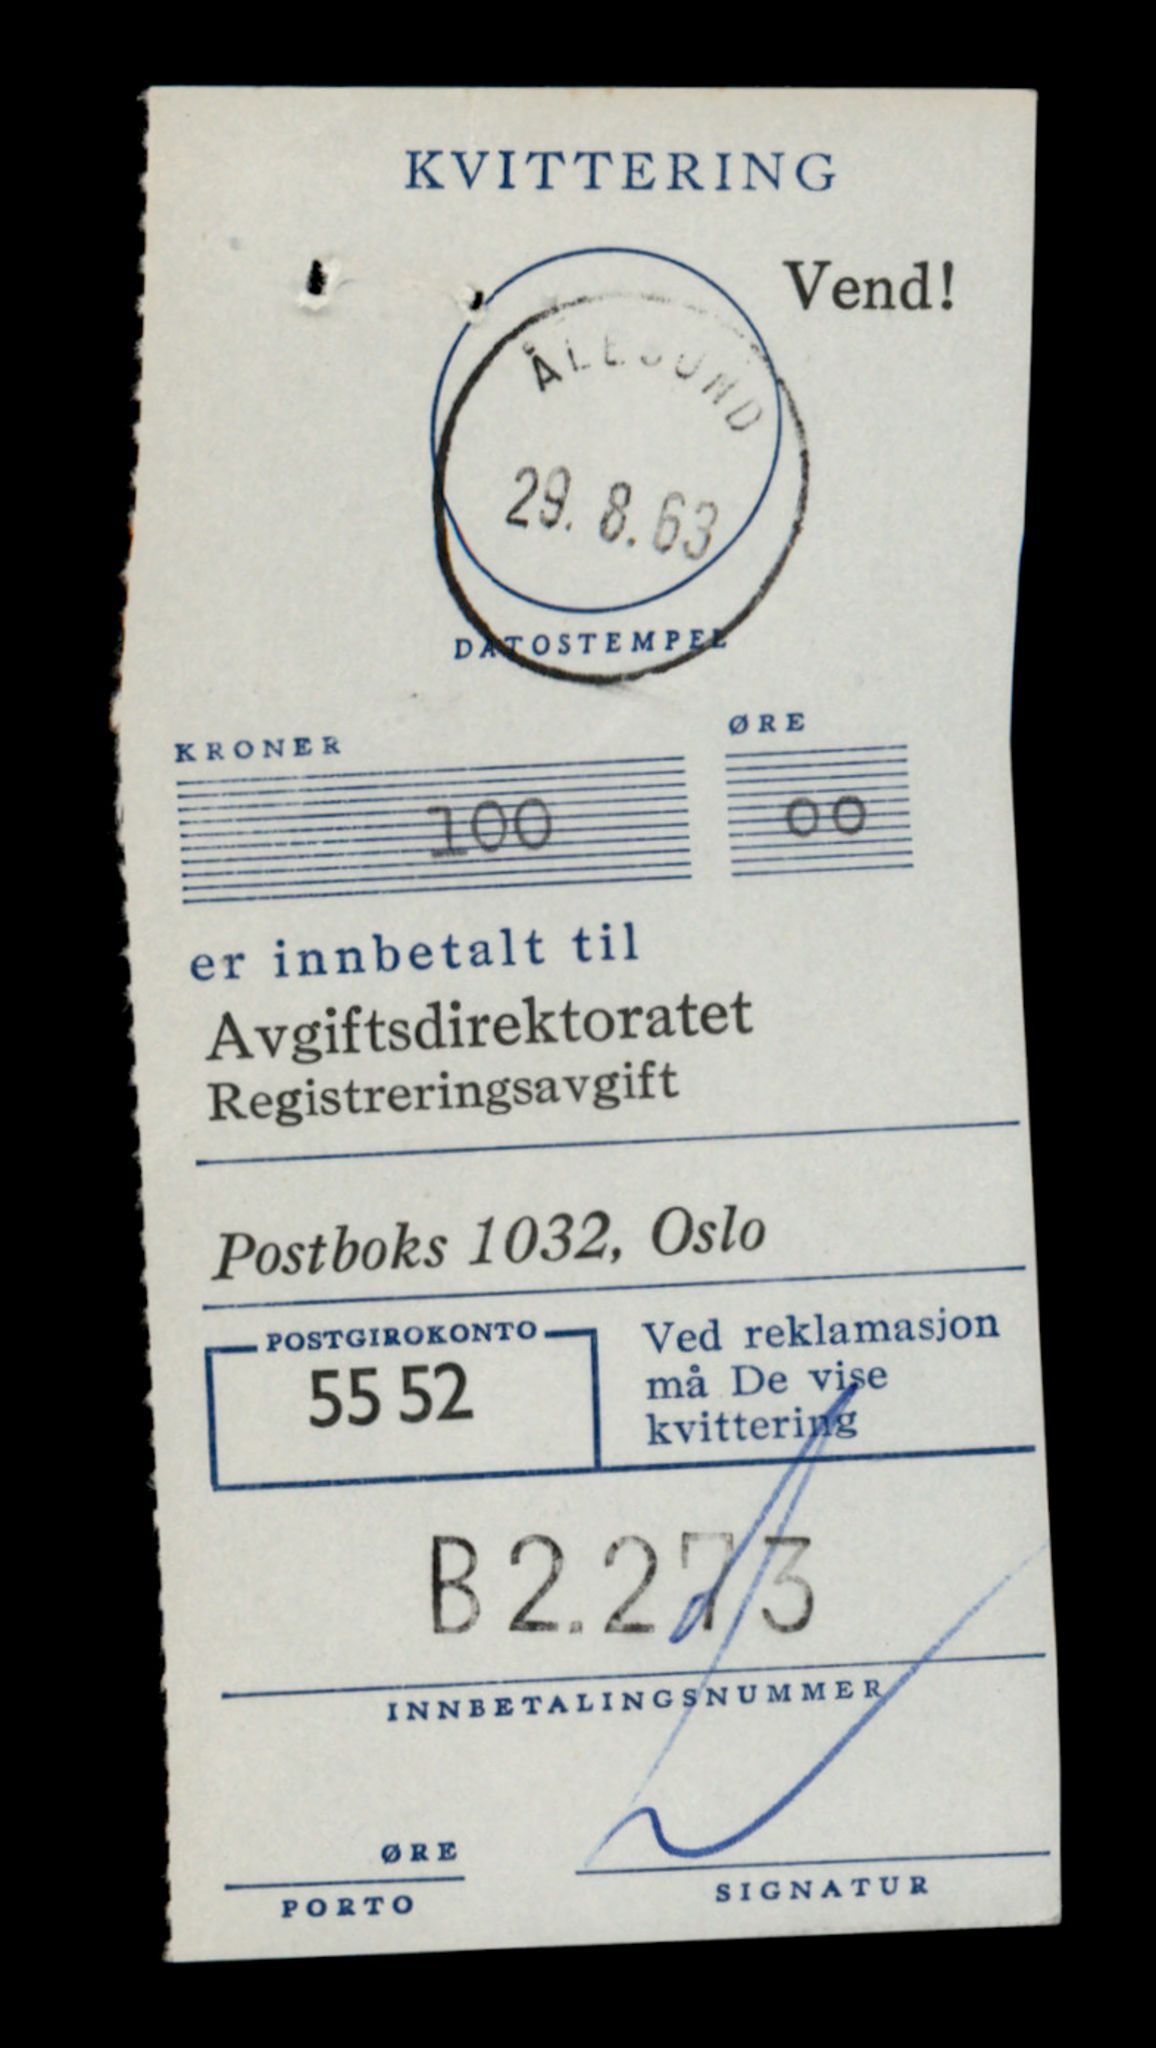 KVITTERING
Vend!
ÅLESUND
29. 8. 63
DATOSTEMPEL
KRONER ØRE
100 00
er innbetalt til
Avgiftsdirektoratet
Registreringsavgift
Postboks 1032, Oslo
POSTGIROKONTO
55 52
Ved reklamasjon
må De vise
kvittering
B2.273
INNBETALINGSNUMMER
ØRE
PORTO
SIGNATUR